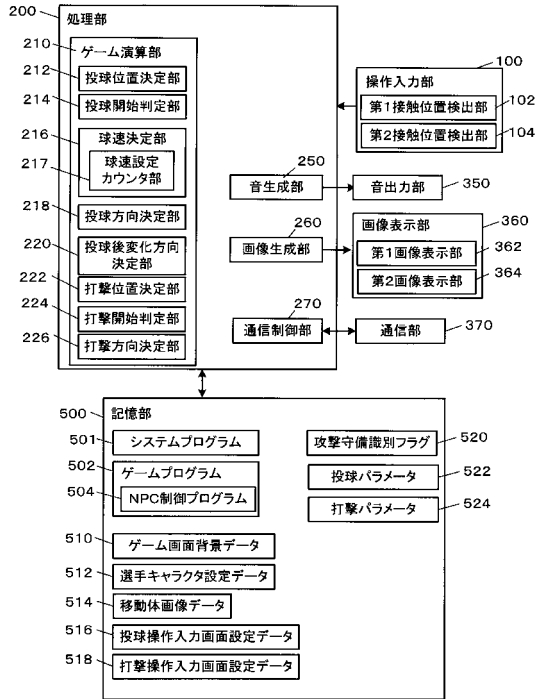 200
処理部
210
ゲーム演算部
212
投球位置決定部
214
投球開始判定部
216
球速決定部
217
球速設定
カウンタ部
218
投球方向決定部
220
投球後変化方向
決定部
222
打撃位置決定部
224
打撃開始判定部
226
打撃方向決定部
250
音生成部
260
画像生成部
270
通信制御部
100
操作入力部
第1接触位置検出部
102
第2接触位置検出部
104
音出力部
350
360
画像表示部
第1画像表示部
362
第2画像表示部
364
通信部
370
500
記憶部
501
システムプログラム
502
ゲームプログラム
504
NPC制御プログラム
510
ゲーム画面背景データ
512
選手キャラクタ設定データ
514
移動体画像データ
516
投球操作入力画面設定データ
518
打撃操作入力画面設定データ
攻撃守備識別フラグ
520
投球パラメータ
522
打撃パラメータ
524